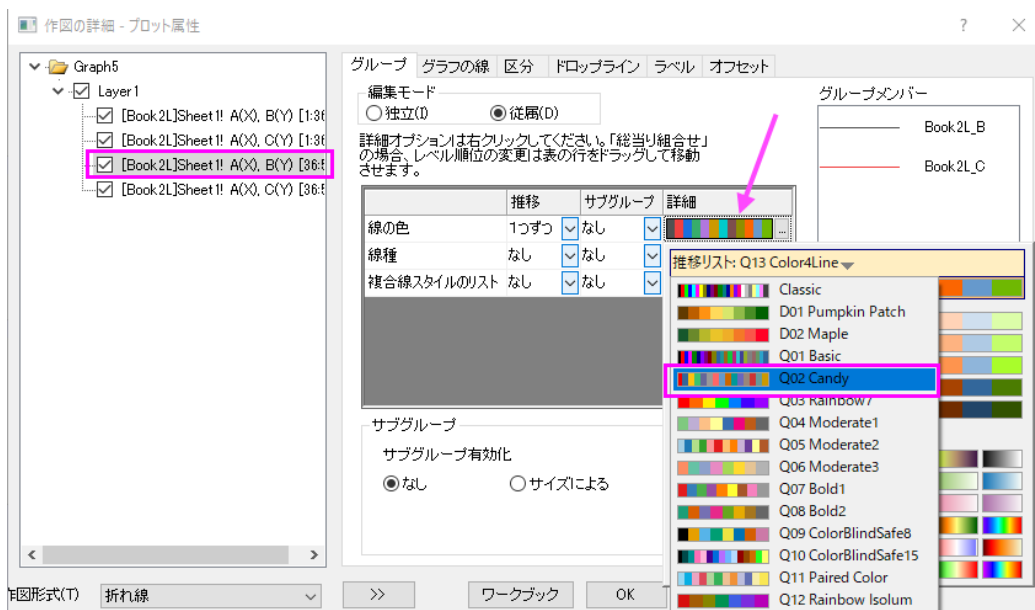 作図の詳細 - プロット属性
?
Graph5
Layer1
[Book2L]Sheet1! A(X), B(Y) [1:36
[Book2L]Sheet1! A(X), C(Y) [1:36
[Book2L]Sheet1! A(X), B(Y) [36:5
[Book2L]Sheet1! A(X), C(Y) [36:5
グループ グラフの線 区分 ドロップライン ラベル オフセット
編集モード
独立(I) 従属(D)
グループメンバー
Book2L_B
Book2L_C
詳細オプションは右クリックしてください。「総当り組合せ」
の場合、レベル順位の変更は表の行をドラッグして移動
させます。
推移 サブグループ 詳細
線の色 1つずつ なし ...
線種 なし なし
複合線スタイルのリスト なし なし
推移リスト: Q13 Color4Line
Classic
D01 Pumpkin Patch
D02 Maple
Q01 Basic
Q02 Candy
Q03 Rainbow7
Q04 Moderate1
Q05 Moderate2
Q06 Moderate3
Q07 Bold1
Q08 Bold2
Q09 ColorBlindSafe8
Q10 ColorBlindSafe15
Q11 Paired Color
Q12 Rainbow Isolum
サブグループ
サブグループ有効化
なし サイズによる
作図形式(T) 折れ線 >> ワークブック OK